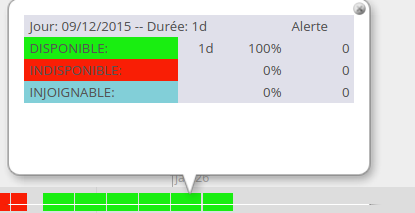 Jour: 09/12/2015 -- Durée: 1d Alerte
DISPONIBLE: 1d 100% 0
INDISPONIBLE: 0% 0
INJOIGNABLE: 0% 0